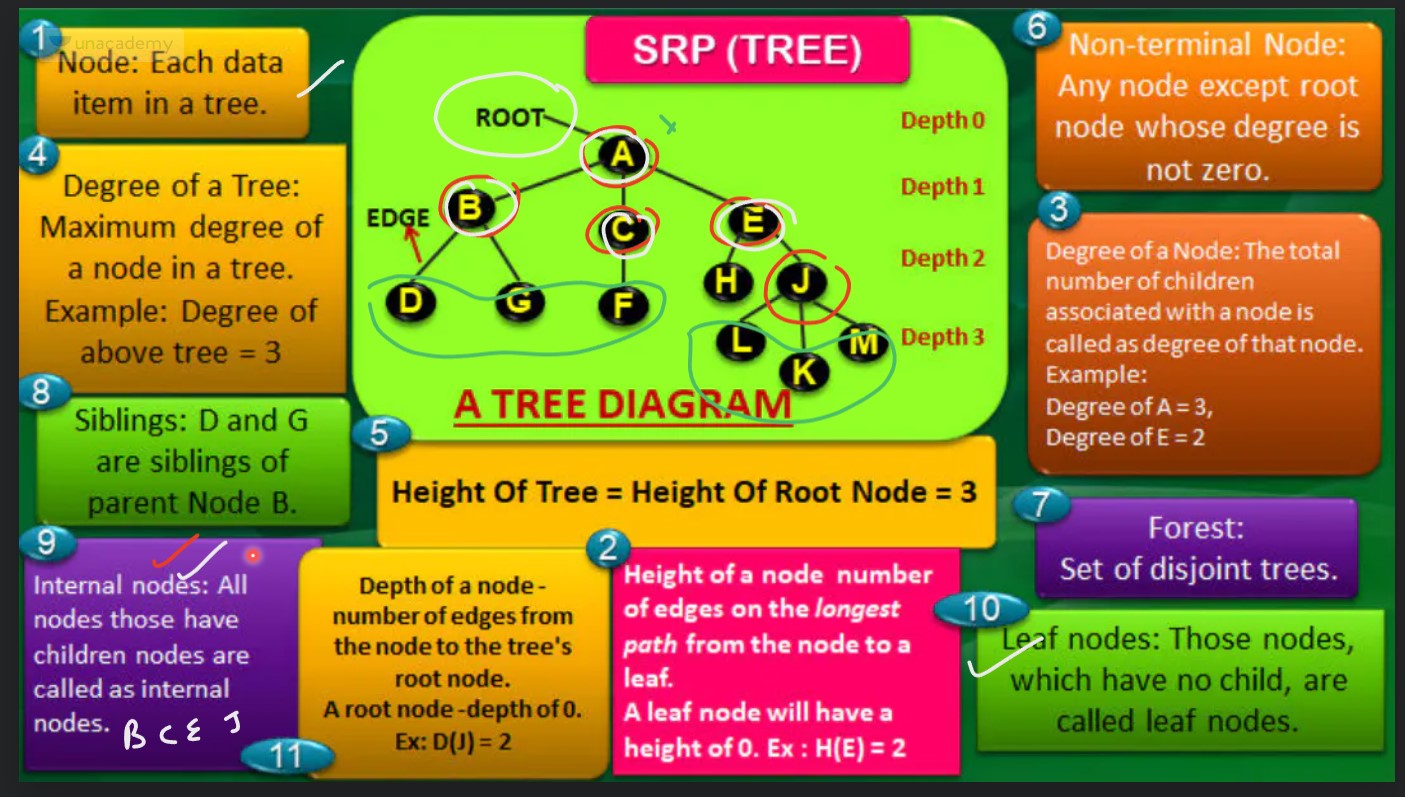 SRP (TREE)
1
unacademy
Node: Each data
item in a tree.
4
Degree of a Tree:
Maximum degree of
a node in a tree.
Example: Degree of
above tree = 3
8
Siblings: D and G
are siblings of
parent Node B.
9
Internal nodes: All
nodes those have
children nodes are
called as internal
nodes.
B C E J
11
Depth of a node -
number of edges from
the node to the tree's
root node.
A root node -depth of 0.
Ex: D(J) = 2
ROOT
A
B
EDGE
C
E
D
G
F
H
J
L
K
M
Depth 0
Depth 1
Depth 2
Depth 3
A TREE DIAGRAM
5
Height Of Tree = Height Of Root Node = 3
2
Height of a node number
of edges on the longest
path from the node to a
leaf.
A leaf node will have a
height of 0. Ex : H(E) = 2
6
Non-terminal Node:
Any node except root
node whose degree is
not zero.
3
Degree of a Node: The total
number of children
associated with a node is
called as degree of that node.
Example:
Degree of A = 3,
Degree of E = 2
7
Forest:
Set of disjoint trees.
10
Leaf nodes: Those nodes,
which have no child, are
called leaf nodes.